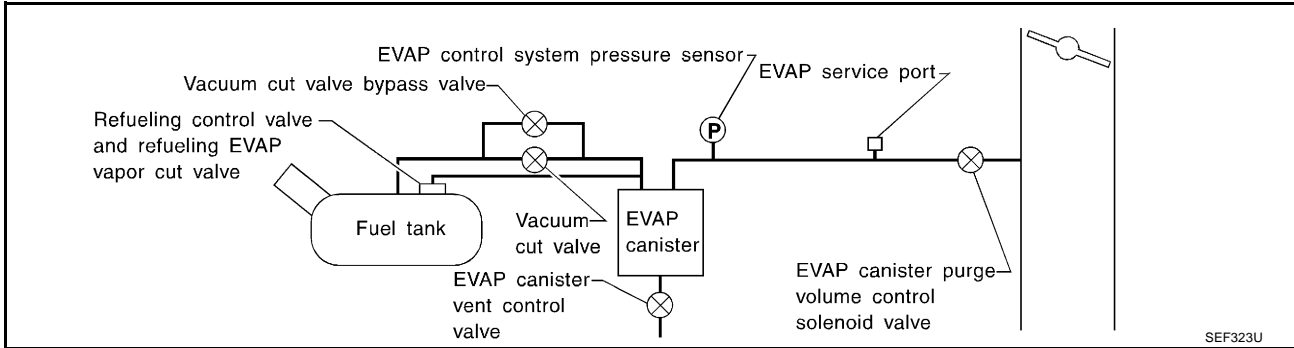 EVAP control system pressure sensor
EVAP service port
Vacuum cut valve bypass valve
Refueling control valve
and refueling EVAP
vapor cut valve
P
Fuel tank
Vacuum
cut valve
EVAP
canister
EVAP canister
vent control
valve
EVAP canister purge
volume control
solenoid valve
SEF323U